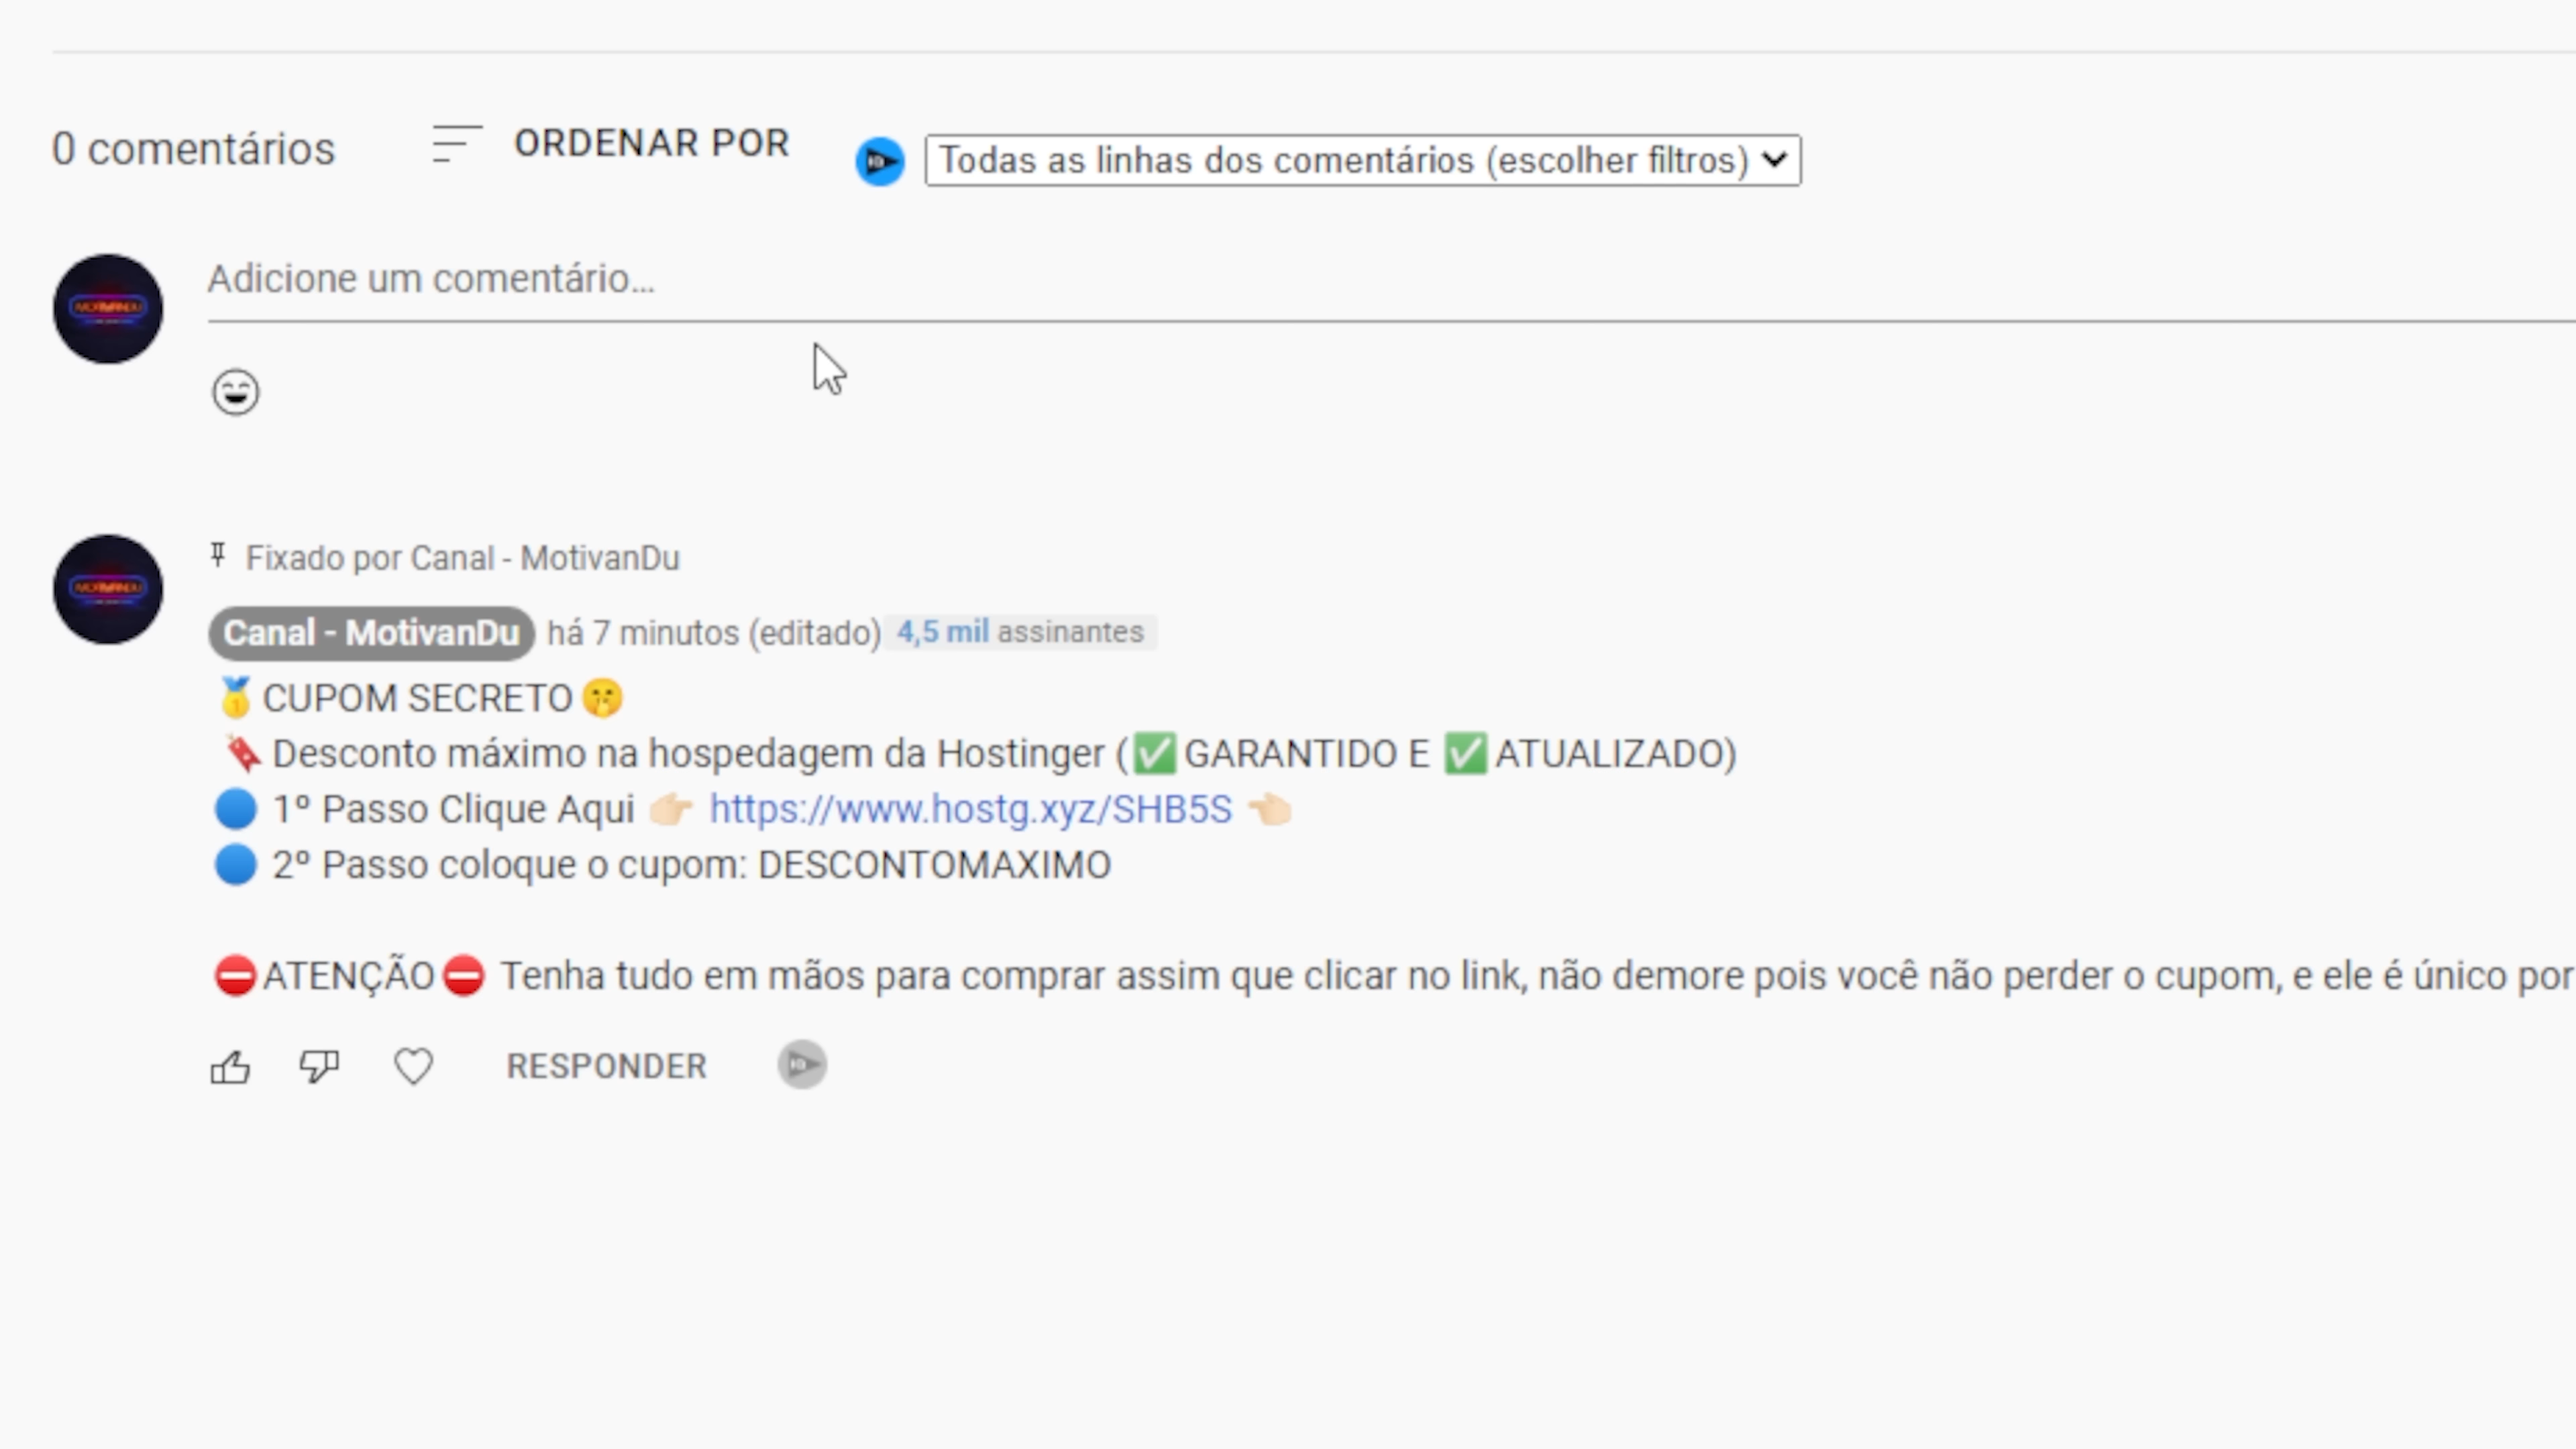 0 comentários
ORDENAR POR
Todas as linhas dos comentários (escolher filtros)
Adicione um comentário...
Fixado por Canal - MotivanDu
Canal - MotivanDu há 7 minutos (editado) 4,5 mil assinantes
🥇CUPOM SECRETO🤫
🔖Desconto máximo na hospedagem da Hostinger (✅GARANTIDO E ✅ATUALIZADO)
🔵 1º Passo Clique Aqui 👉🏻 https://www.hostg.xyz/SHB5S 👈🏻
🔵 2º Passo coloque o cupom: DESCONTOMAXIMO
⛔ATENÇÃO⛔ Tenha tudo em mãos para comprar assim que clicar no link, não demore pois você não perder o cupom, e ele é único por
RESPONDER